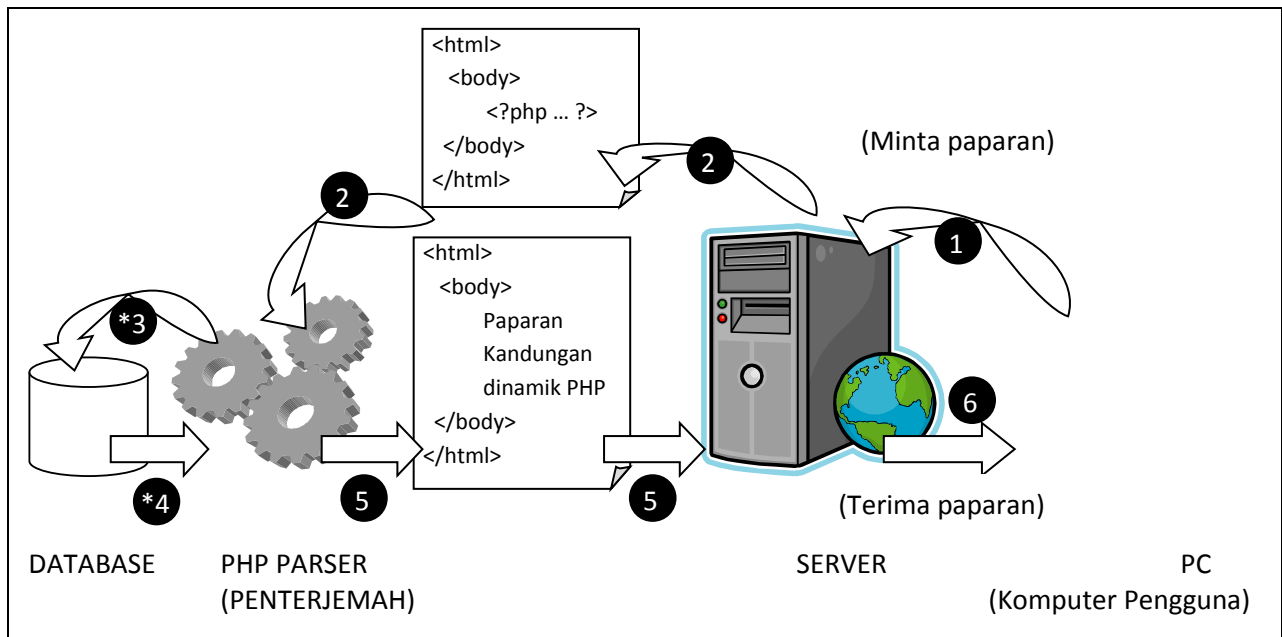 <html>
<body>
<?php … ?>
</body>
</html>
(Minta paparan)
2
2
1
<html>
<body>
Paparan
Kandungan
dinamik PHP
</body>
</html>
*3
6
*4
5
5
(Terima paparan)
DATABASE
PHP PARSER
(PENTERJEMAH)
SERVER
PC
(Komputer Pengguna)